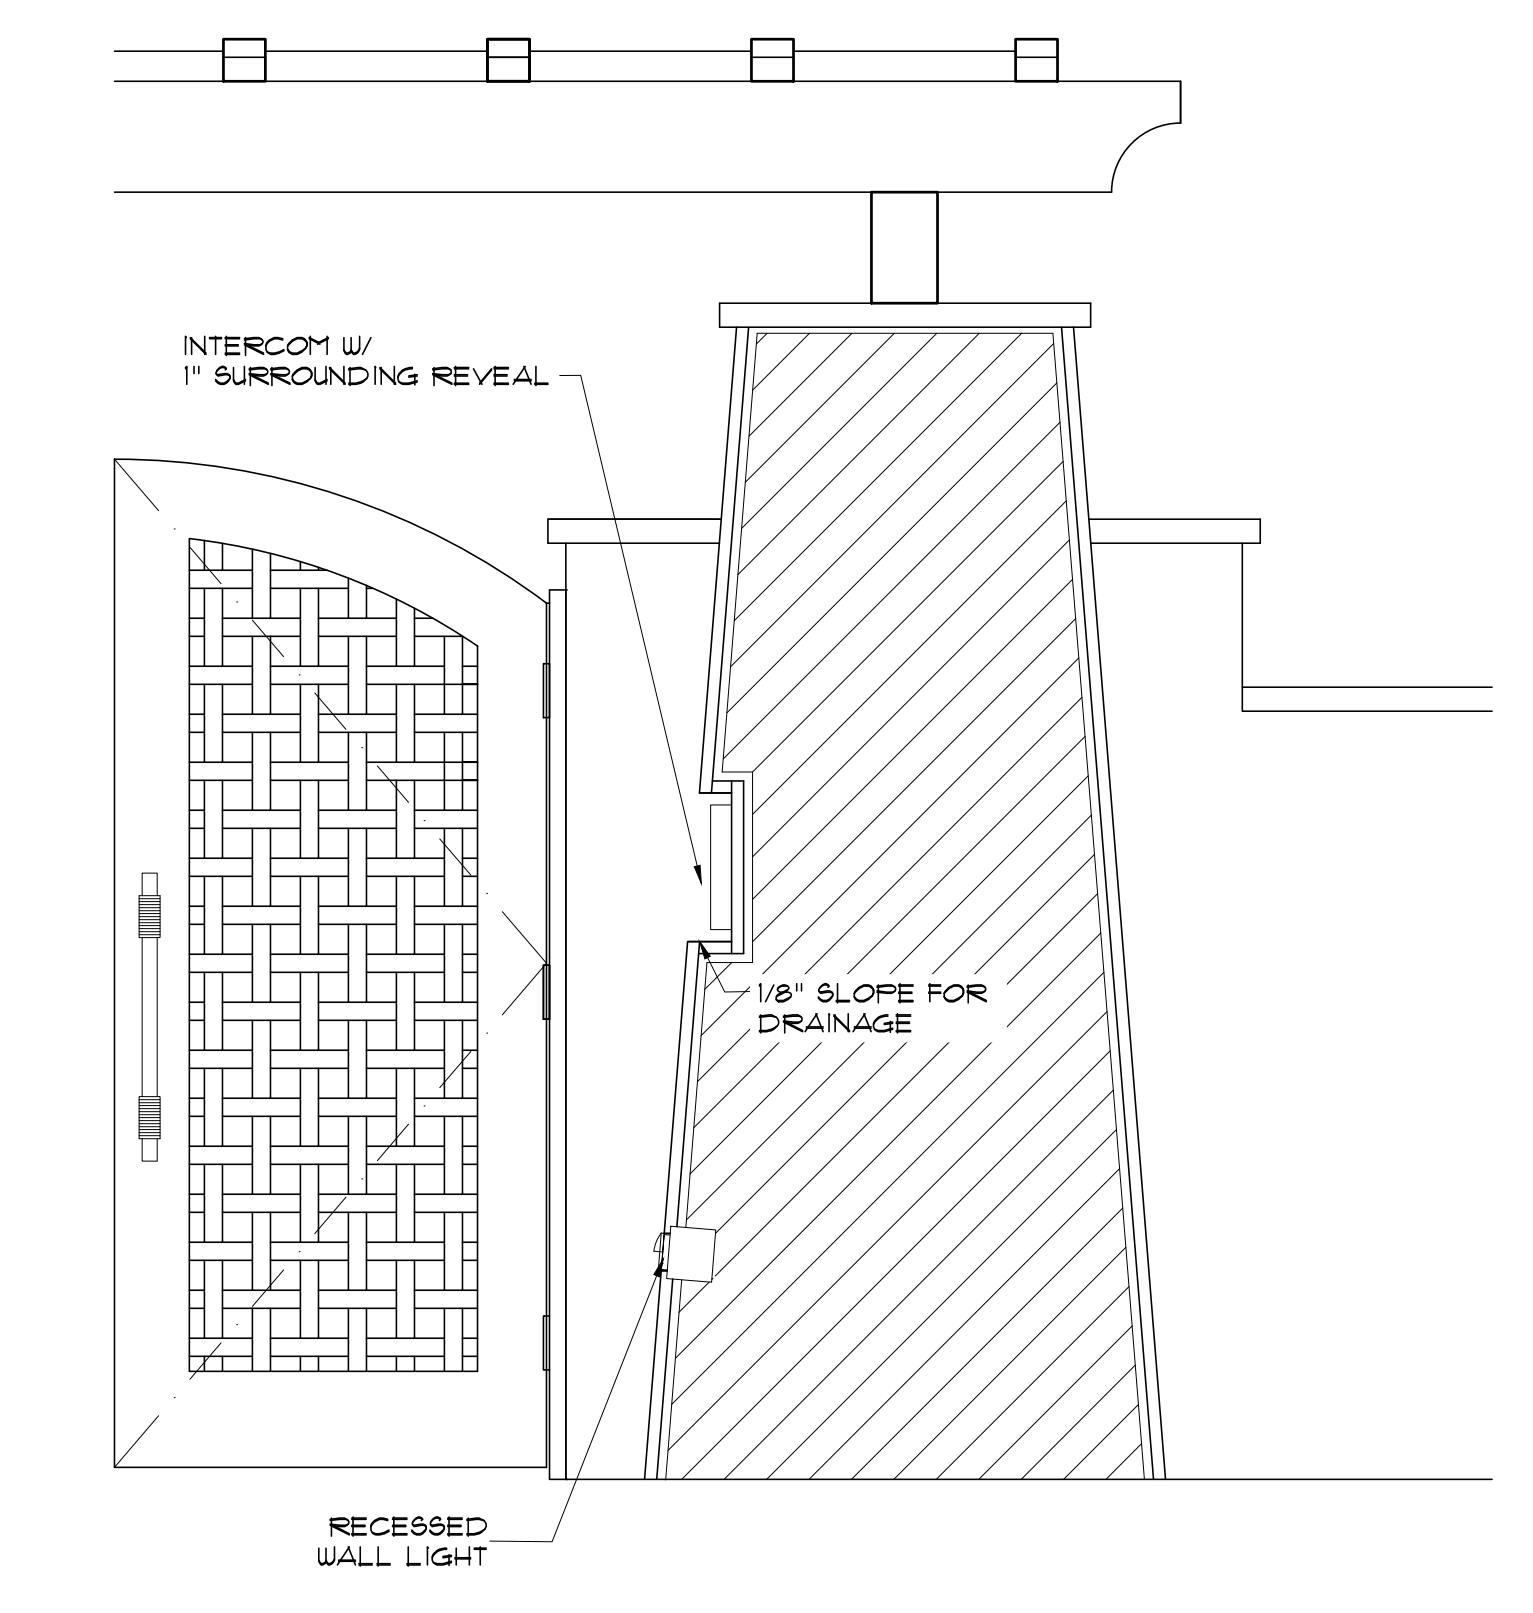 INTERCOM W/
1" SURROUNDING REVEAL
1/8" SLOPE FOR
DRAINAGE
RECESSED
WALL LIGHT